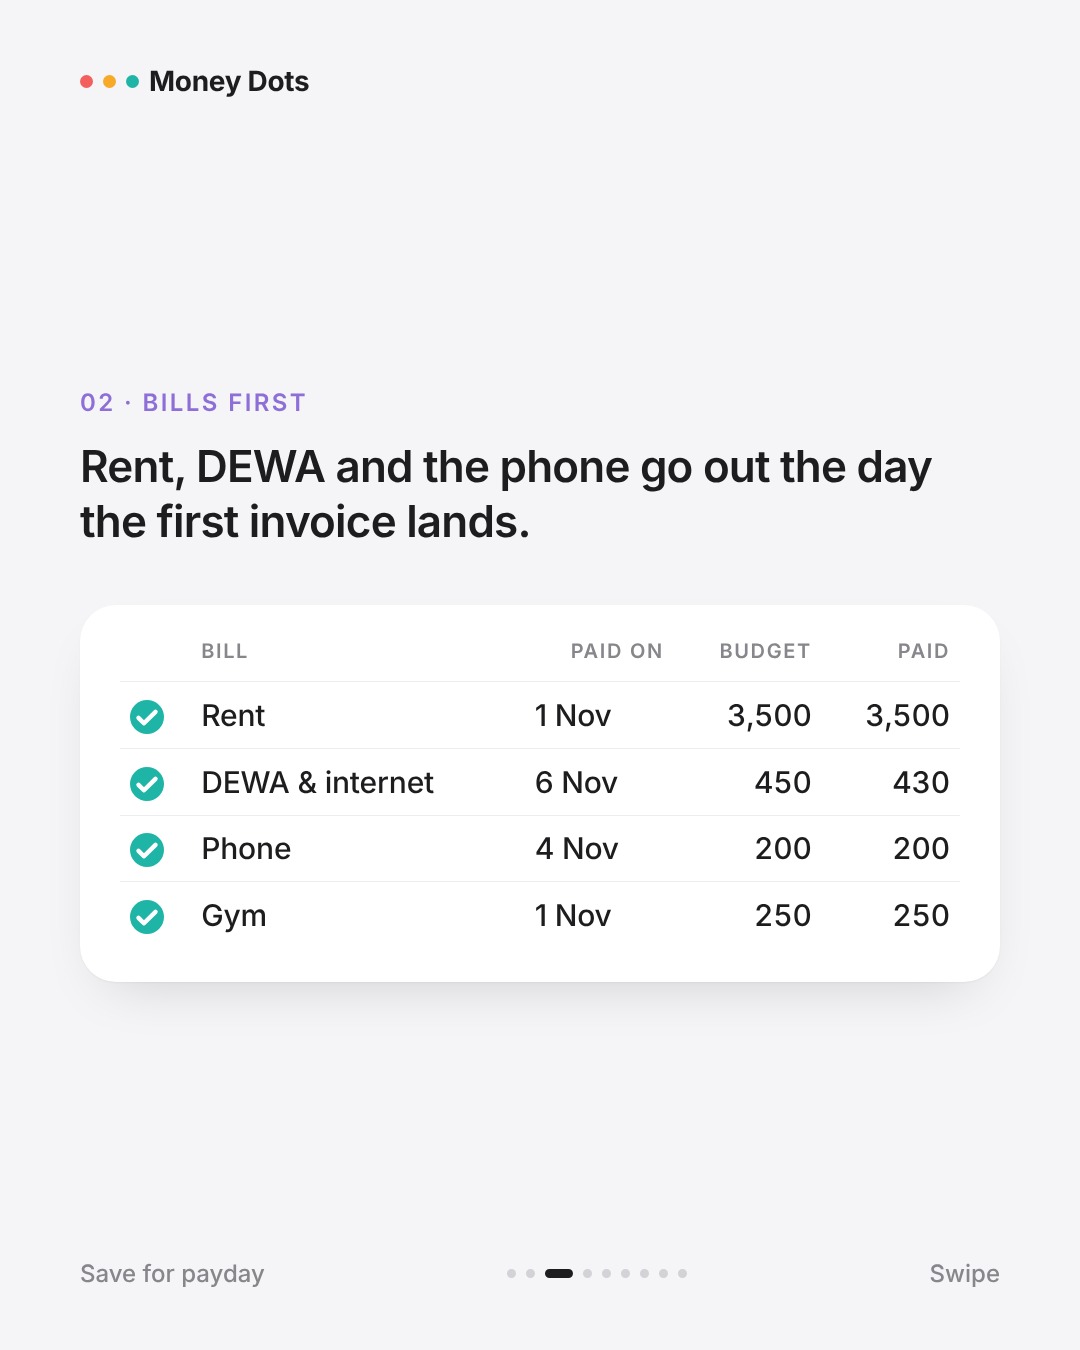 Money Dots
02 · BILLS FIRST
Rent, DEWA and the phone go out the day
the first invoice lands.
BILL PAID ON BUDGET PAID
Rent 1 Nov 3,500 3,500
DEWA & internet 6 Nov 450 430
Phone 4 Nov 200 200
Gym 1 Nov 250 250
Save for payday Swipe